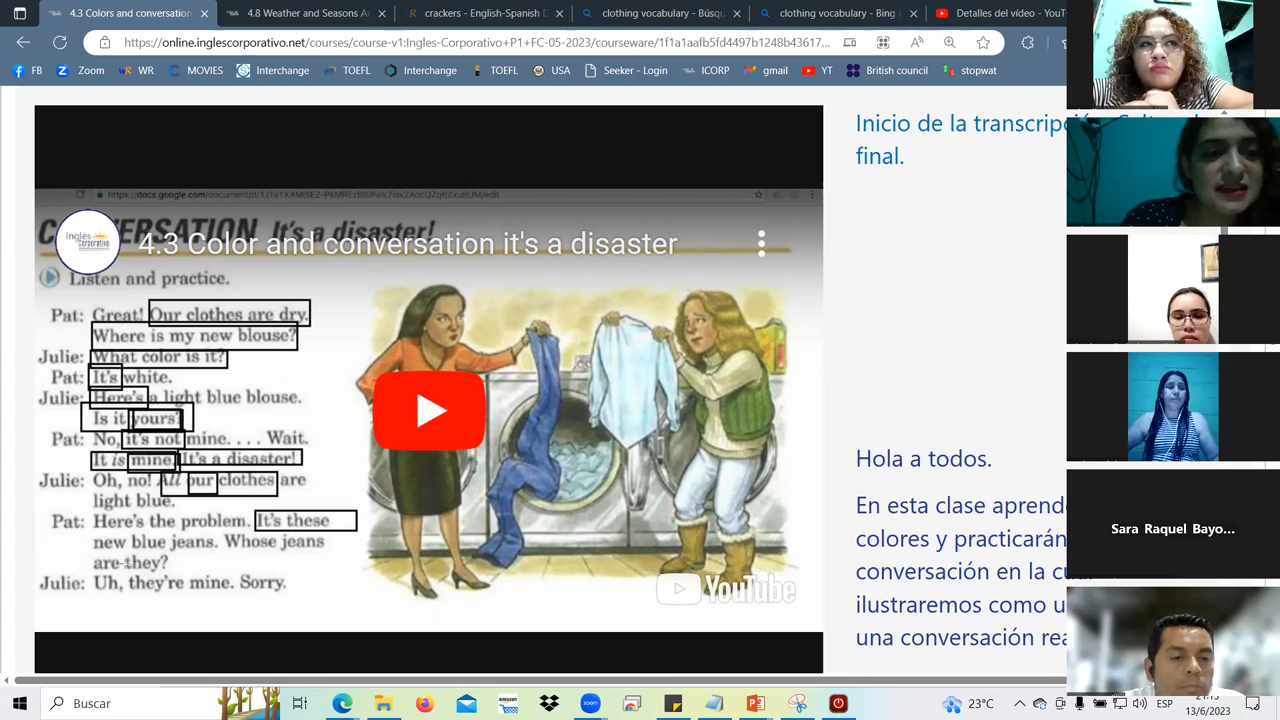 4.3 Colors and conversation
4.8 Weather and Seasons A
crackers - English-Spanish D
clothing vocabulary - Búsqu
clothing vocabulary - Bing
Detalles del vídeo - YouT
https://online.inglescorporativo.net/courses/course-v1:Ingles-Corporativo+P1+FC-05-2023/courseware/1f1a1aafb5fd4497b1248b43617...
FB
Zoom
WR
MOVIES
Interchange
TOEFL
Interchange
TOEFL
USA
Seeker - Login
ICORP
gmail
YT
British council
stopwat
CONVERSATION It's a disaster!
Inglés
Corporativo
4.3 Color and conversation it's a disaster
Listen and practice.
Pat: Great! Our clothes are dry.
Where is my new blouse?
Julie: What color is it?
Pat: It's white.
Julie: Here's a light blue blouse.
Is it yours?
Pat: No, it's not mine. . . . Wait.
It is mine. It's a disaster!
Julie: Oh, no! All our clothes are
light blue.
Pat: Here's the problem. It's these
new blue jeans. Whose jeans
are they?
Julie: Uh, they're mine. Sorry.
YouTube
Inicio de la transcripción.
final.
Hola a todos.
En esta clase aprend
colores y practicarán
conversación en la
ilustraremos como u
una conversación rea
Sara Raquel Bayo...
Buscar
amazon
23°C
ESP
21:15
13/6/2023